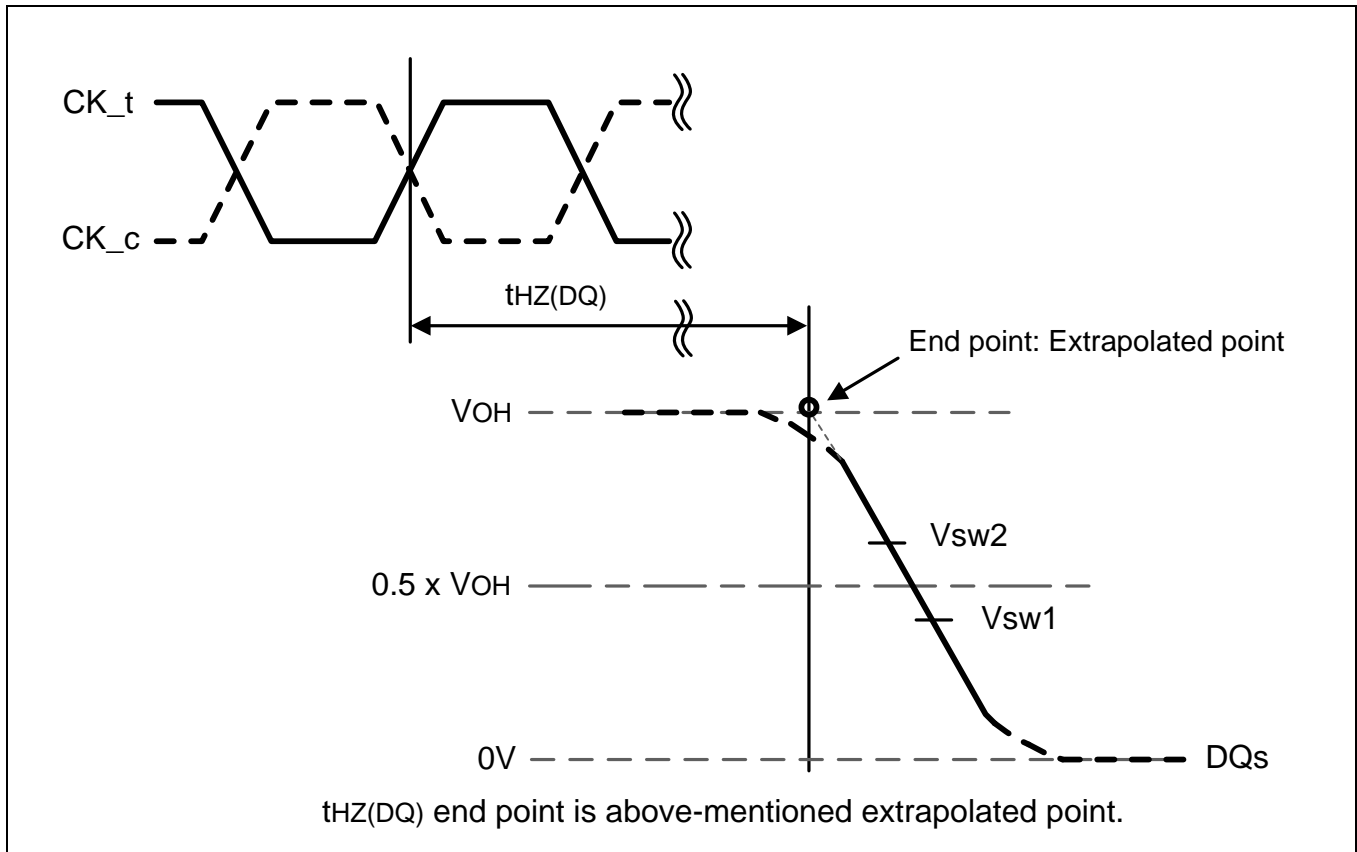 CK_t
CK_c
tHZ(DQ)
End point: Extrapolated point
VOH
Vsw2
0.5 x VOH
Vsw1
0V
DQs
tHZ(DQ) end point is above-mentioned extrapolated point.